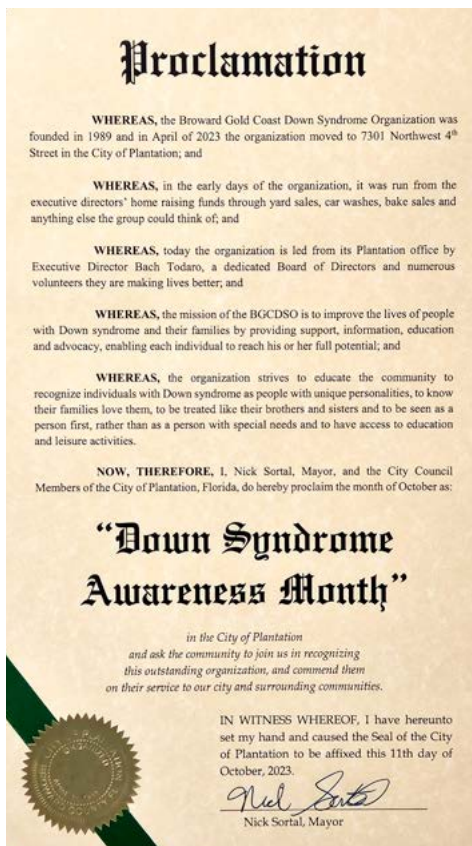 Proclamation
WHEREAS, the Broward Gold Coast Down Syndrome Organization was
founded in 1989 and in April of 2023 the organization moved to 7301 Northwest 4th
Street in the City of Plantation; and
WHEREAS, in the early days of the organization, it was run from the
executive directors' home raising funds through yard sales, car washes, bake sales and
anything else the group could think of; and
WHEREAS, today the organization is led from its Plantation office by
Executive Director Bach Todaro, a dedicated Board of Directors and numerous
volunteers they are making lives better; and
WHEREAS, the mission of the BGCDSO is to improve the lives of people
with Down syndrome and their families by providing support, information, education
and advocacy, enabling each individual to reach his or her full potential; and
WHEREAS, the organization strives to educate the community to
recognize individuals with Down syndrome as people with unique personalities, to know
their families love them, to be treated like their brothers and sisters and to be seen as a
person first, rather than as a person with special needs and to have access to education
and leisure activities.
NOW, THEREFORE, I, Nick Sortal, Mayor, and the City Council
Members of the City of Plantation, Florida, do hereby proclaim the month of October as:
“Down Syndrome
Awareness Month”
in the City of Plantation
and ask the community to join us in recognizing
this outstanding organization, and commend them
on their service to our city and surrounding communities.
IN WITNESS WHEREOF, I have hereunto
set my hand and caused the Seal of the City
of Plantation to be affixed this 11th day of
October, 2023.
Nick Sortal
Nick Sortal, Mayor